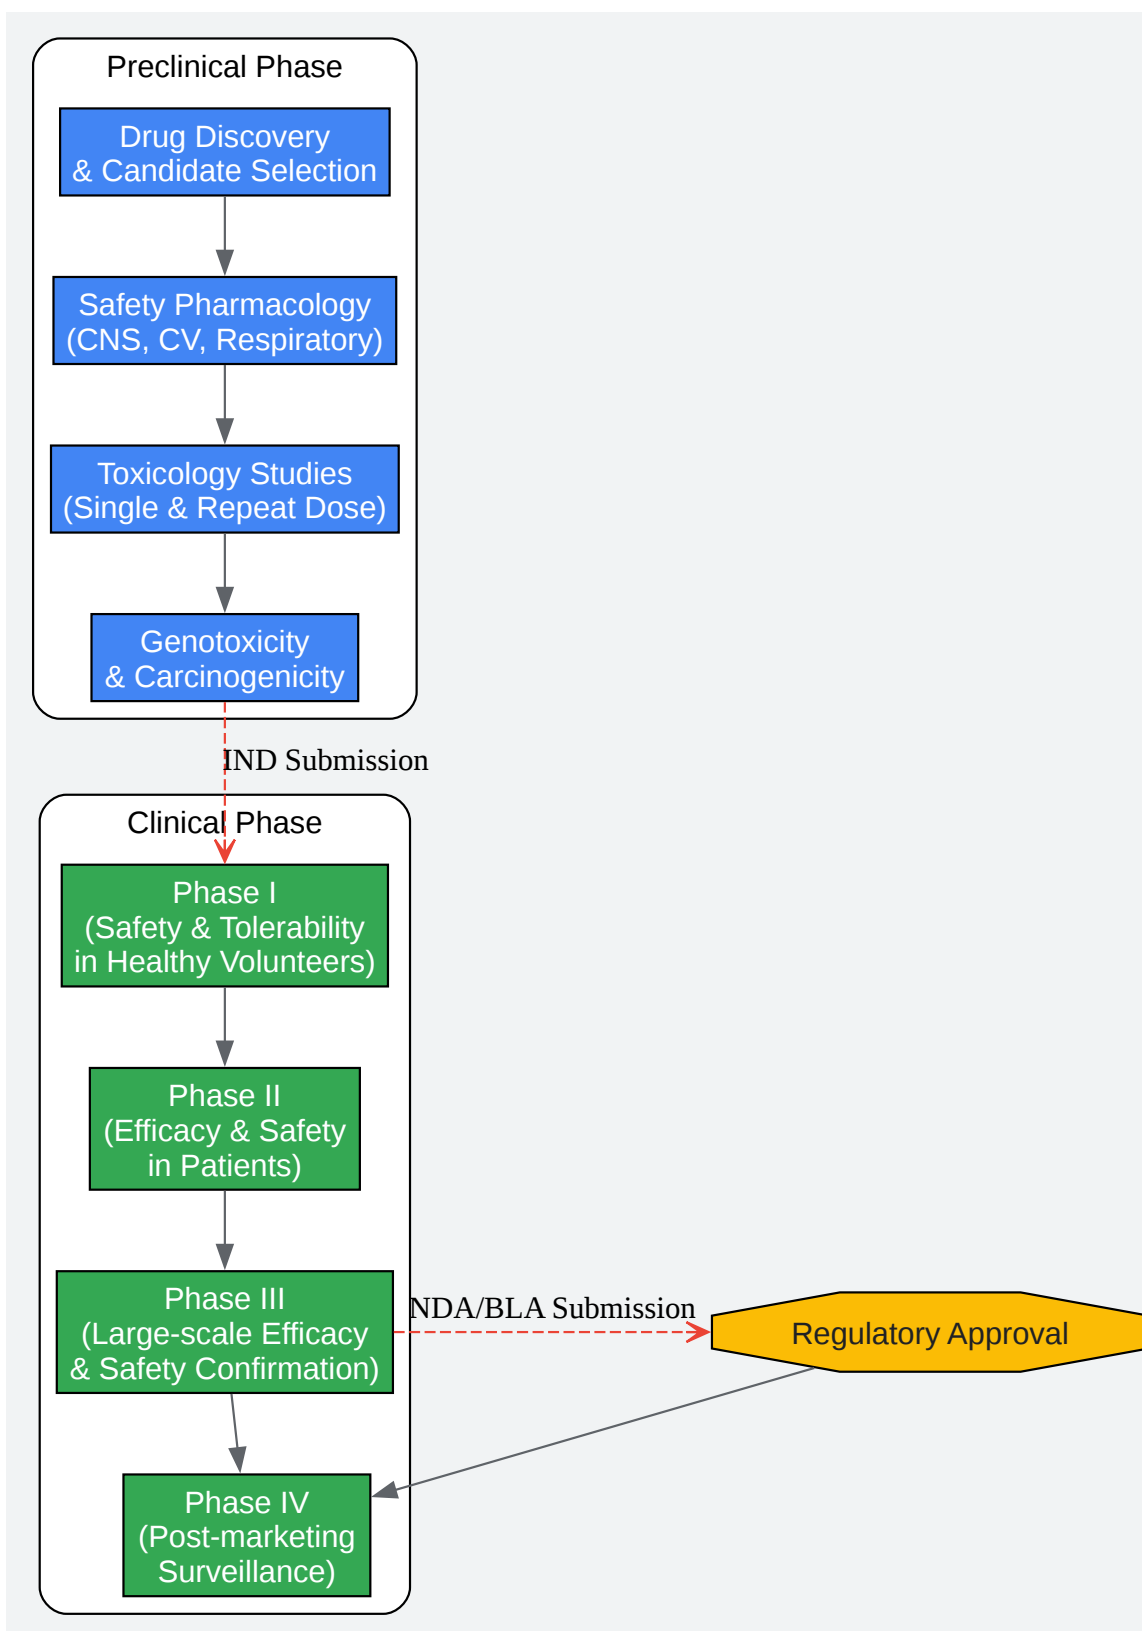 Preclinical Phase
Drug Discovery
& Candidate Selection
Safety Pharmacology
(CNS, CV, Respiratory)
Toxicology Studies
(Single & Repeat Dose)
Genotoxicity
& Carcinogenicity
IND Submission
Clinical Phase
Phase I
(Safety & Tolerability
in Healthy Volunteers)
Phase II
(Efficacy & Safety
in Patients)
Phase III
(Large-scale Efficacy
& Safety Confirmation)
NDA/BLA Submission
Regulatory Approval
Phase IV
(Post-marketing
Surveillance)